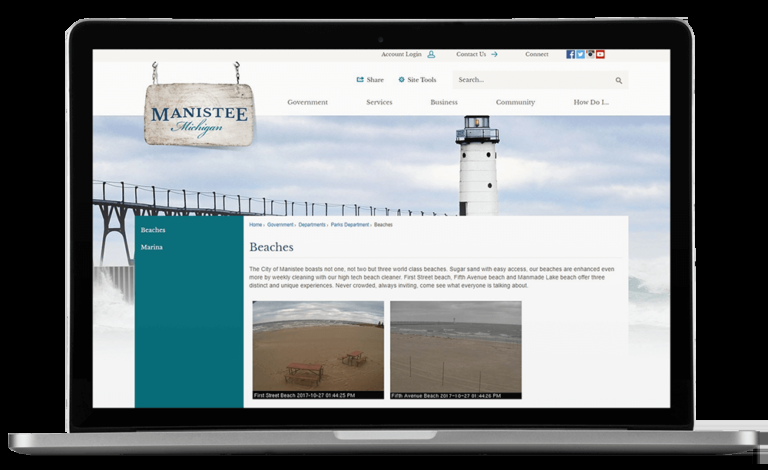 Account Login Contact Us Connect
Share Site Tools Search...
MANISTEE
Michigan
Government Services Business Community How Do I...
Home › Government › Departments › Parks Department › Beaches
Beaches
Marina
Beaches
The City of Manistee boasts not one, not two but three world class beaches. Sugar sand with easy access, our beaches are enhanced even
more by weekly cleaning with our high tech beach cleaner. First Street beach, Fifth Avenue beach and Manmade Lake beach offer three
distinct and unique experiences. Never crowded, always inviting, come see what everyone is talking about.
First Street Beach 2017-10-27 01:44:25 PM
Fifth Avenue Beach 2017-10-27 01:44:26 PM